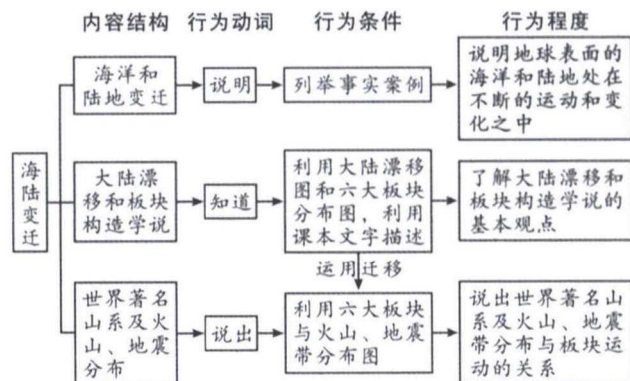 内容结构 行为动词 行为条件 行为程度
海陆变迁
海洋和
陆地变迁
说明
列举事实案例
说明地球表面的
海洋和陆地处在
不断的运动和变
化之中
大陆漂
移和板块
构造学说
知道
利用大陆漂移
图和六大板块
分布图，利用
课本文字描述
了解大陆漂移和
板块构造学说的
基本观点
运用迁移
世界著名
山系及火
山、地震
分布
说出
利用六大板块
与火山、地震
带分布图
说出世界著名山
系及火山、地震
带分布与板块运
动的关系